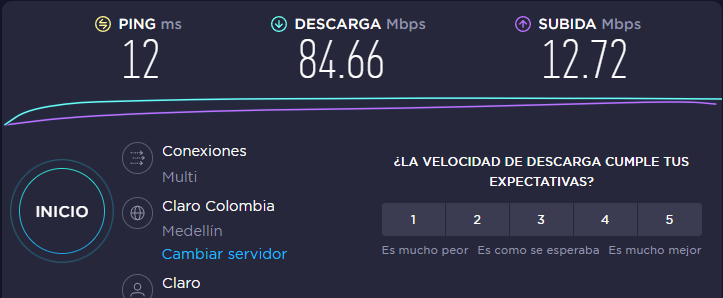 PING ms
DESCARGA Mbps
SUBIDA Mbps
12
84.66
12.72
INICIO
Conexiones
Multi
Claro Colombia
Medellín
Cambiar servidor
Claro
¿LA VELOCIDAD DE DESCARGA CUMPLE TUS
EXPECTATIVAS?
1 2 3 4 5
Es mucho peor Es como se esperaba Es mucho mejor